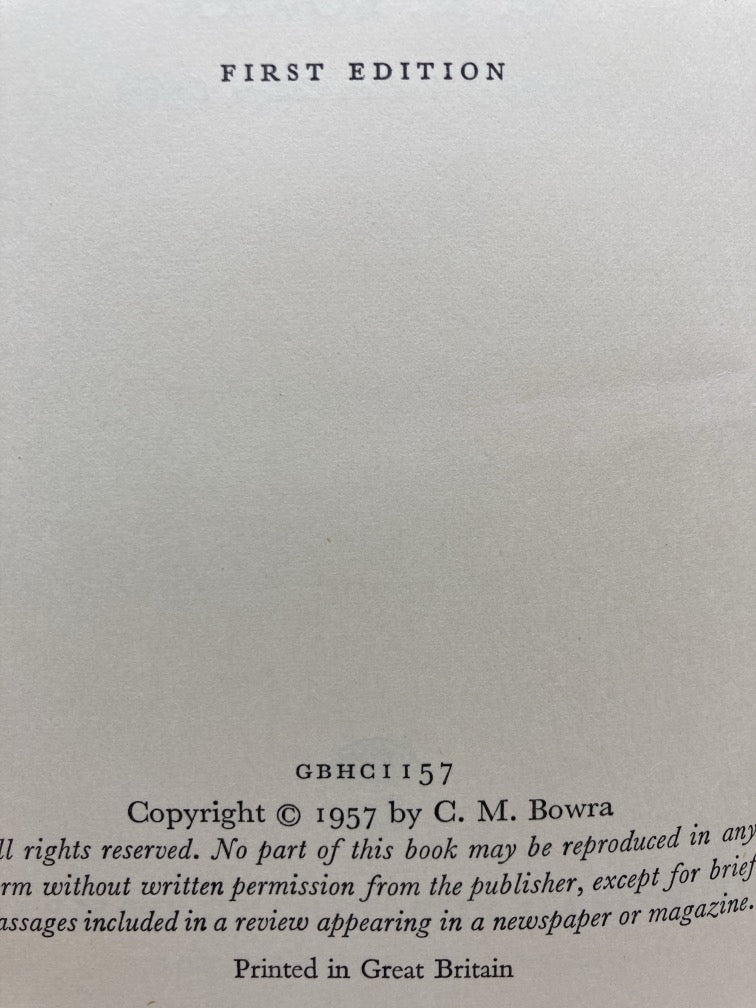 FIRST EDITION
GBHC1157
Copyright © 1957 by C. M. Bowra
ll rights reserved. No part of this book may be reproduced in any
rm without written permission from the publisher, except for brief
assages included in a review appearing in a newspaper or magazine.
Printed in Great Britain